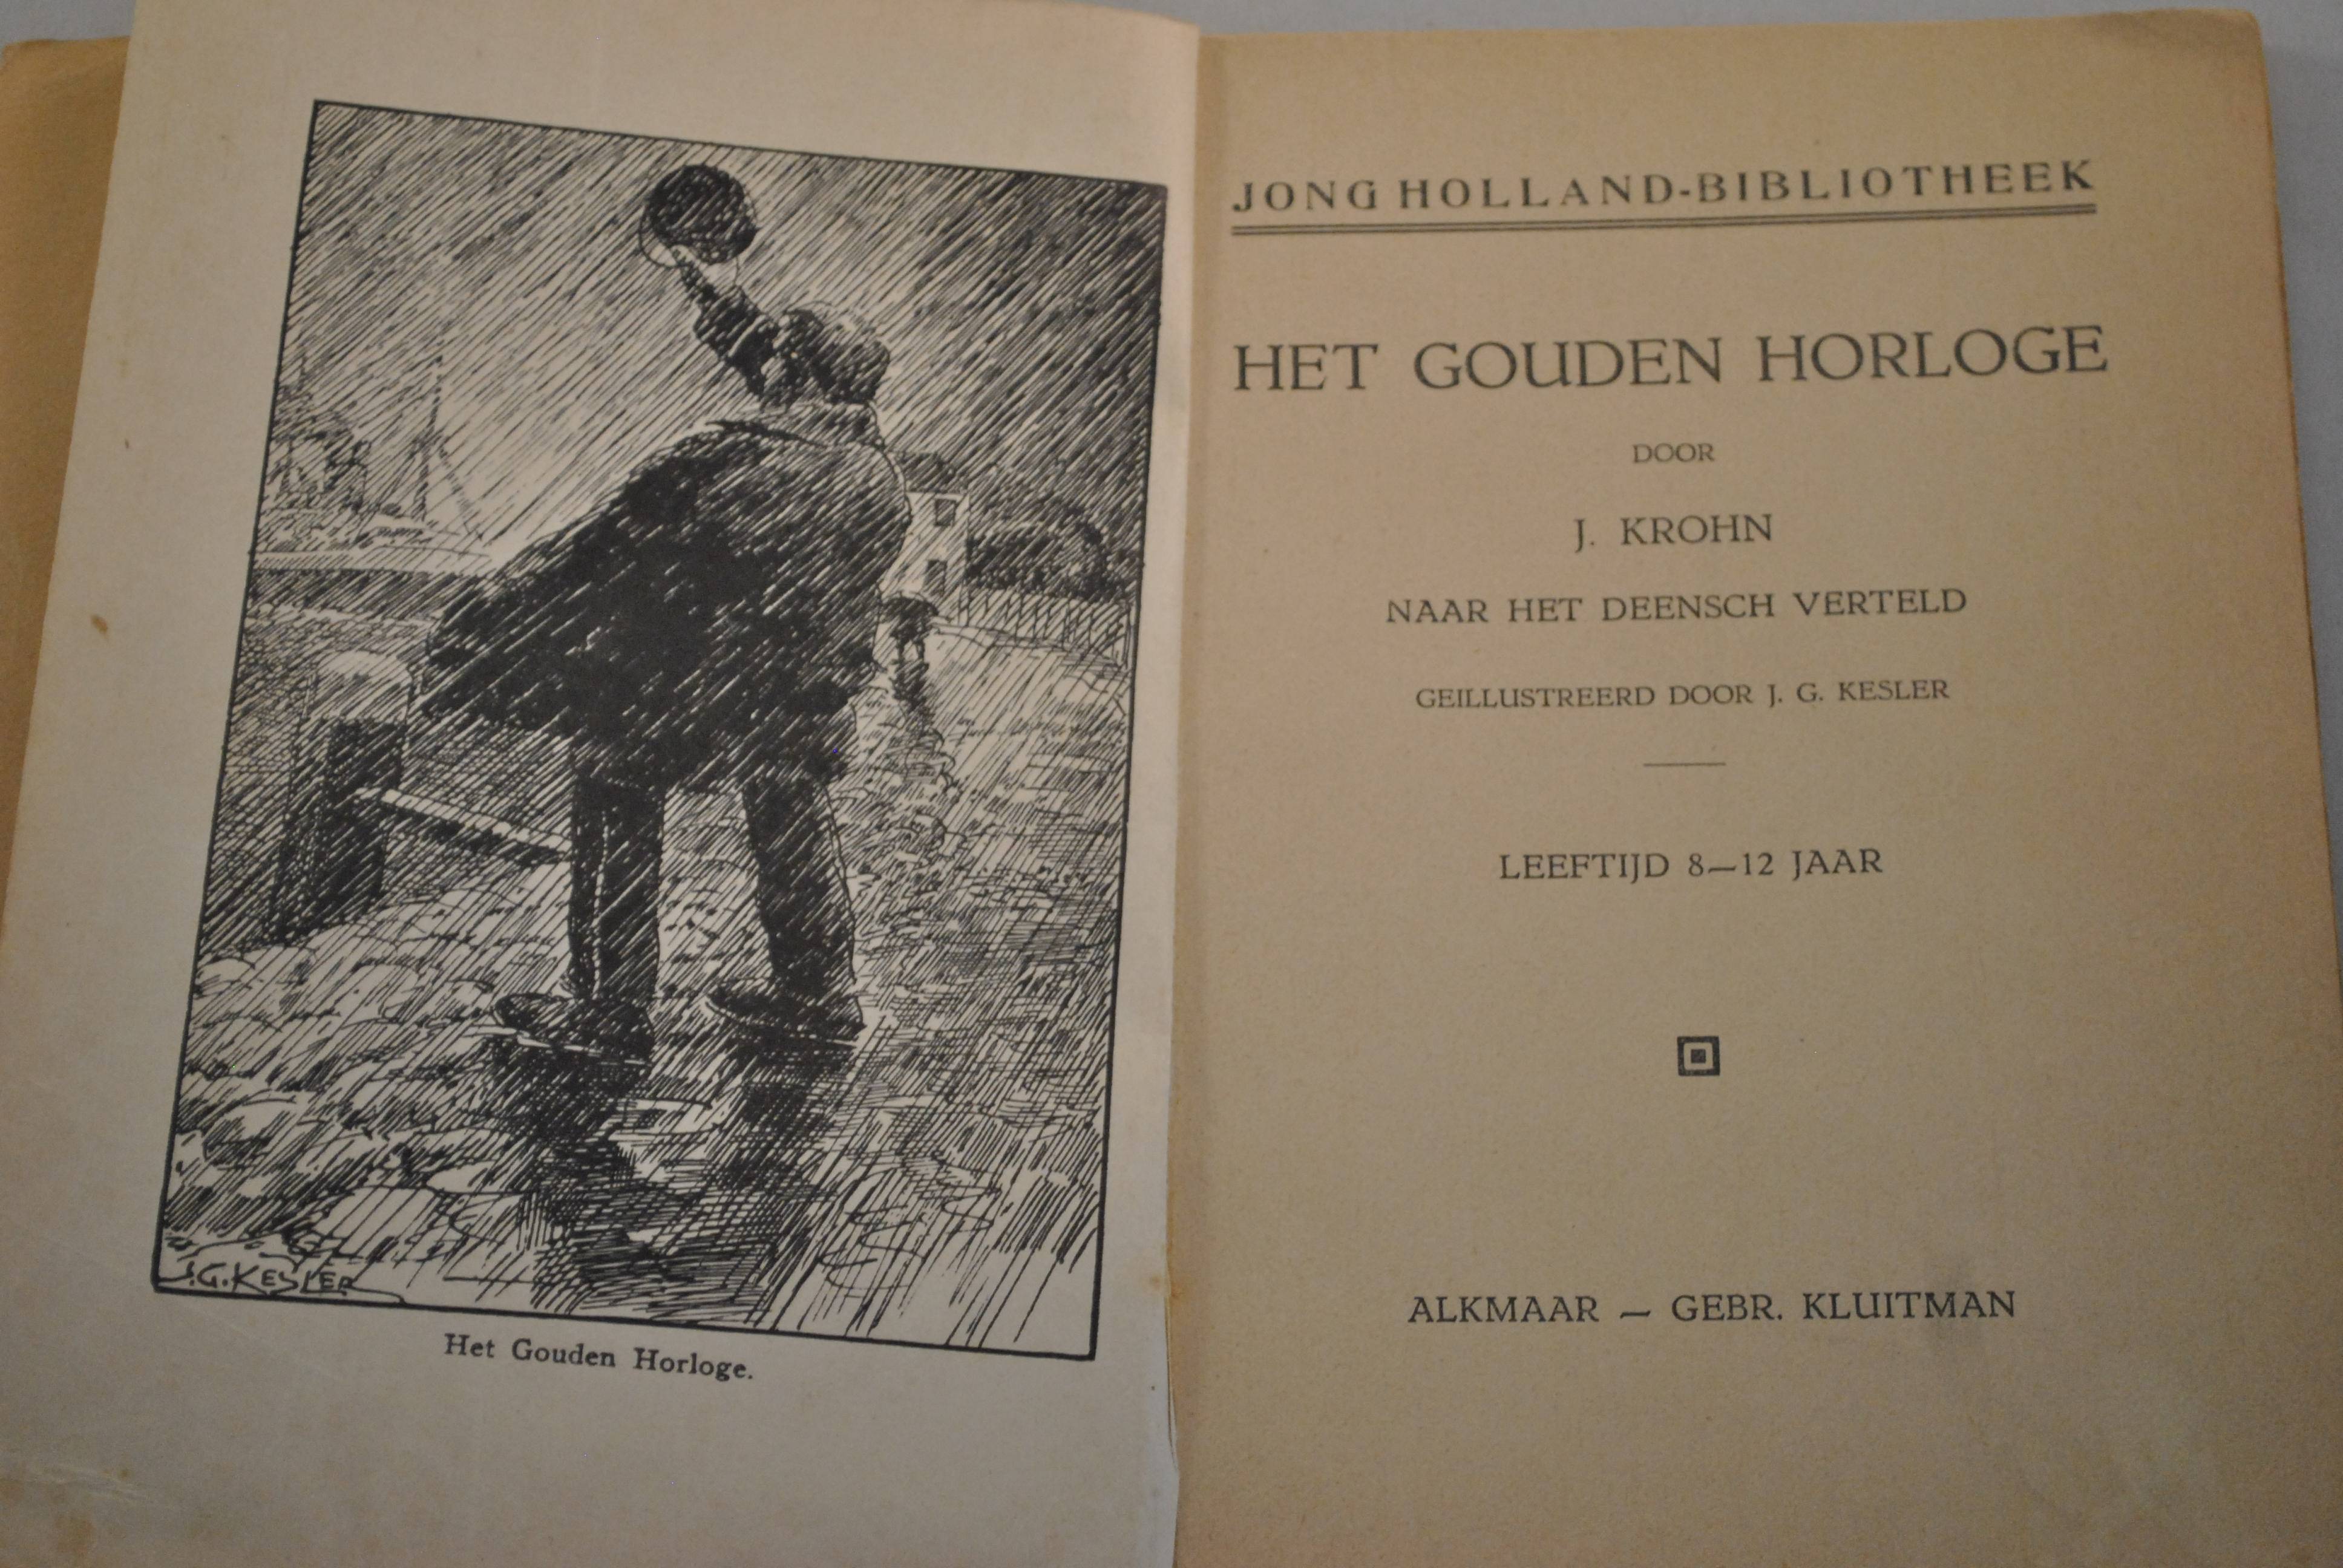 J.G.KESLER
Het Gouden Horloge.
JONG HOLLAND-BIBLIOTHEEK
HET GOUDEN HORLOGE
DOOR
J. KROHN
NAAR HET DEENSCH VERTELD
GEILLUSTREERD DOOR J. G. KESLER
LEEFTIJD 8—12 JAAR
ALKMAAR — GEBR. KLUITMAN